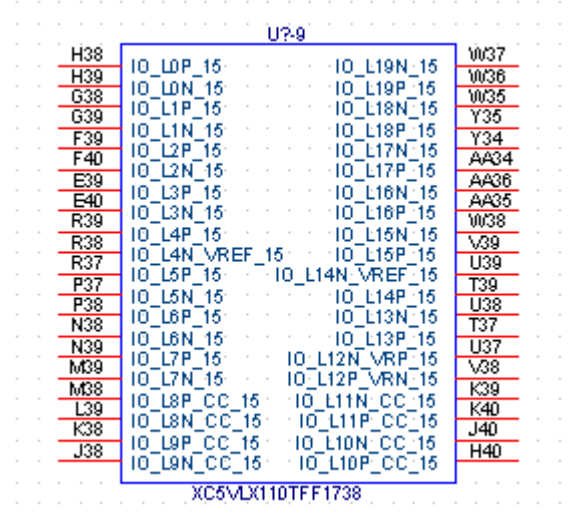 U?-9
H38 IO_L0P_15 IO_L19N_15 W37
H39 IO_L0N_15 IO_L19P_15 W36
G38 IO_L1P_15 IO_L18N_15 W35
G39 IO_L1N_15 IO_L18P_15 Y35
F39 IO_L2P_15 IO_L17N_15 Y34
F40 IO_L2N_15 IO_L17P_15 AA34
E39 IO_L3P_15 IO_L16N_15 AA36
E40 IO_L3N_15 IO_L16P_15 AA35
R39 IO_L4P_15 IO_L15N_15 W38
R38 IO_L4N_VREF_15 IO_L15P_15 V39
R37 IO_L5P_15 IO_L14N_VREF_15 U39
P37 IO_L5N_15 IO_L14P_15 T39
P38 IO_L6P_15 IO_L13N_15 U38
N38 IO_L6N_15 IO_L13P_15 T37
N39 IO_L7P_15 IO_L12N_VRP_15 U37
M39 IO_L7N_15 IO_L12P_VRN_15 V38
M38 IO_L8P_CC_15 IO_L11N_CC_15 K39
L39 IO_L8N_CC_15 IO_L11P_CC_15 K40
K38 IO_L9P_CC_15 IO_L10N_CC_15 J40
J38 IO_L9N_CC_15 IO_L10P_CC_15 H40
XC5VLX110TFF1738